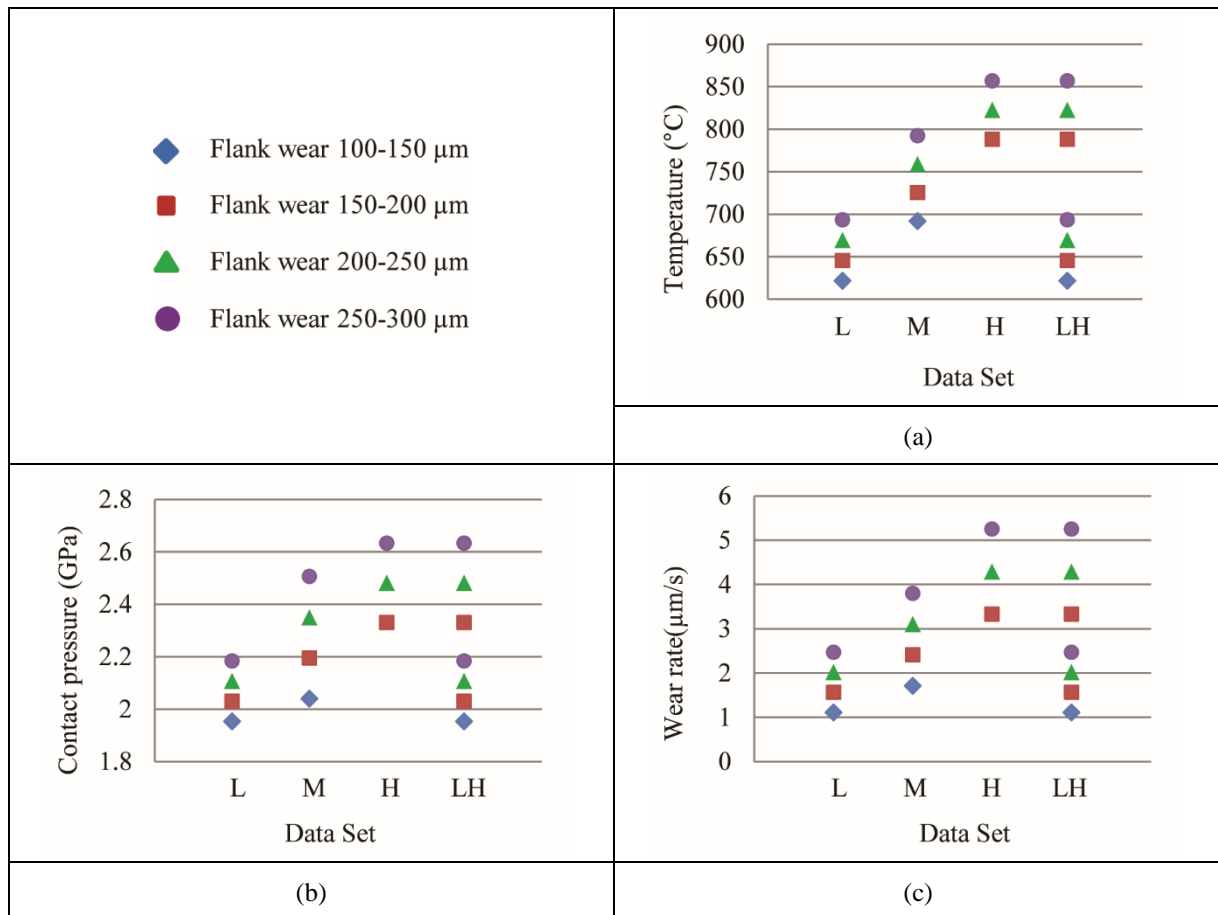 Flank wear 100-150 µm
Flank wear 150-200 µm
Flank wear 200-250 µm
Flank wear 250-300 µm
900
850
800
750
700
650
600
Temperature (°C)
L M H LH
Data Set
(a)
2.8
2.6
2.4
2.2
2
1.8
Contact pressure (GPa)
L M H LH
Data Set
(b)
6
5
4
3
2
1
0
Wear rate(µm/s)
L M H LH
Data Set
(c)